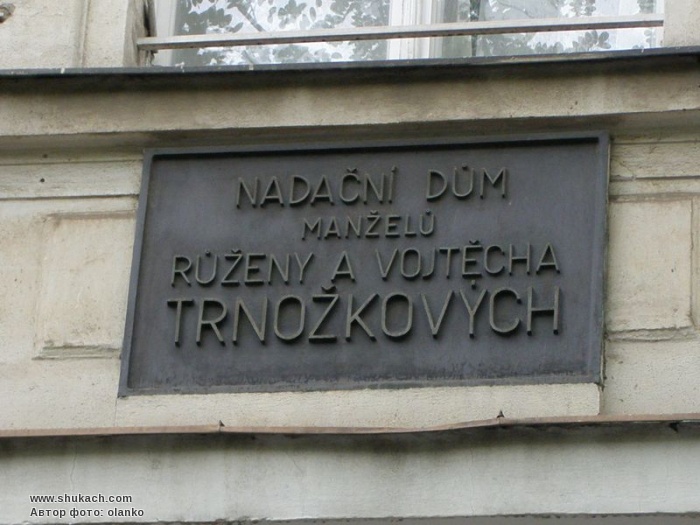 NADAČNÍ DŮM
MANŽELŮ
RŮŽENY A VOJTĚCHA
TRNOŽKOVÝCH
www.shukach.com
Автор фото: olanko